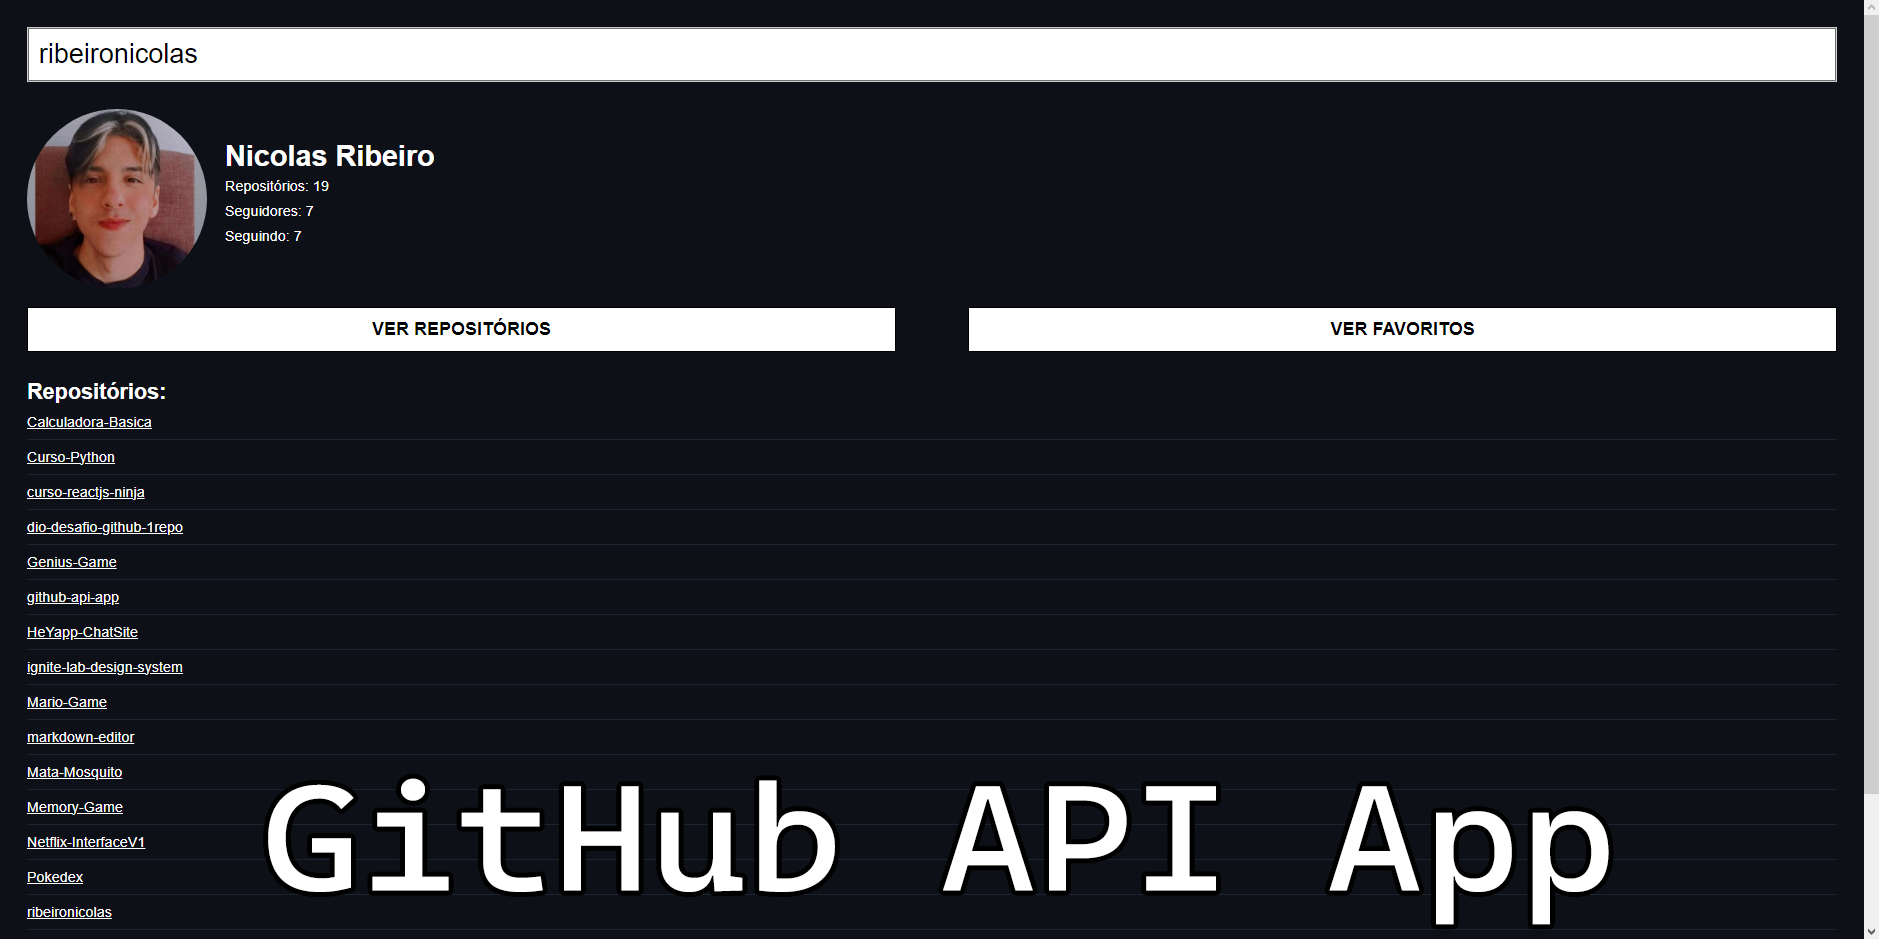 ribeironicolas
Nicolas Ribeiro
Repositórios: 19
Seguidores: 7
Seguindo: 7
VER REPOSITÓRIOS
VER FAVORITOS
Repositórios:
Calculadora-Basica
Curso-Python
curso-reactjs-ninja
dio-desafio-github-1repo
Genius-Game
github-api-app
HeYapp-ChatSite
ignite-lab-design-system
Mario-Game
markdown-editor
Mata-Mosquito
Memory-Game
Netflix-InterfaceV1
Pokedex
ribeironicolas
GitHub API App